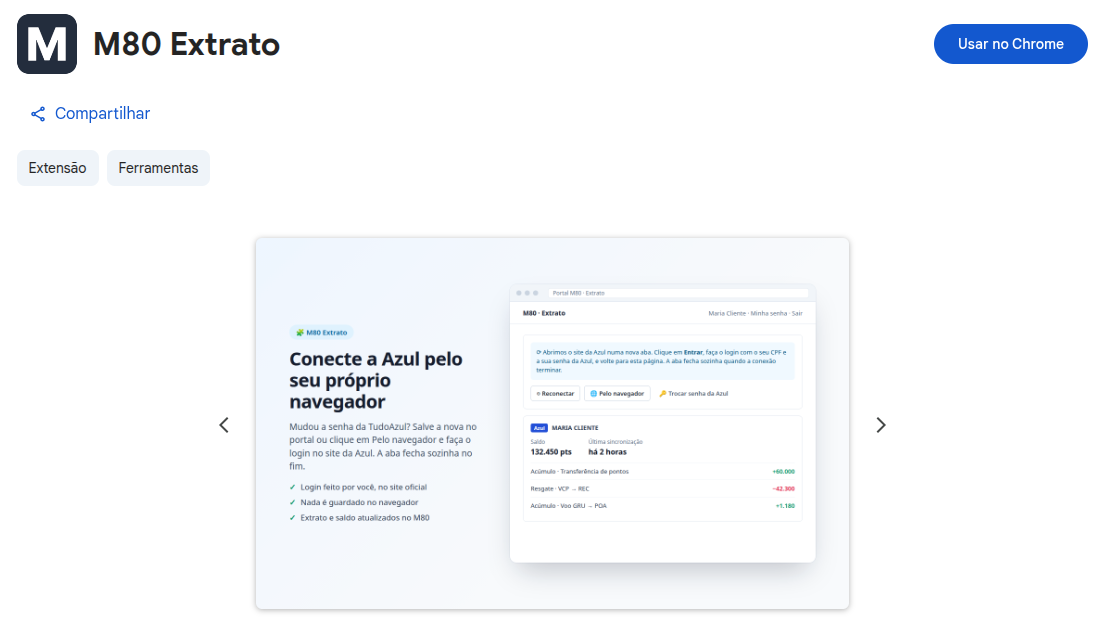 M80 Extrato
Usar no Chrome
Compartilhar
Extensão
Ferramentas
M80 Extrato
Conecte a Azul pelo
seu próprio
navegador
Mudou a senha da TudoAzul? Salve a nova no
portal ou clique em Pelo navegador e faça o
login no site da Azul. A aba fecha sozinha no
fim.
✓ Login feito por você, no site oficial
✓ Nada é guardado no navegador
✓ Extrato e saldo atualizados no M80
Portal M80 · Extrato
M80 · Extrato
Maria Cliente · Minha senha · Sair
Abrimos o site da Azul numa nova aba. Clique em Entrar, faça o login com o seu CPF e
a sua senha da Azul, e volte para esta página. A aba fecha sozinha quando a conexão
terminar.
Reconectar
Pelo navegador
Trocar senha da Azul
Azul MARIA CLIENTE
Saldo
Última sincronização
132.450 pts
há 2 horas
Acúmulo · Transferência de pontos +60.000
Resgate · VCP → REC −42.300
Acúmulo · Voo GRU → POA +1.180